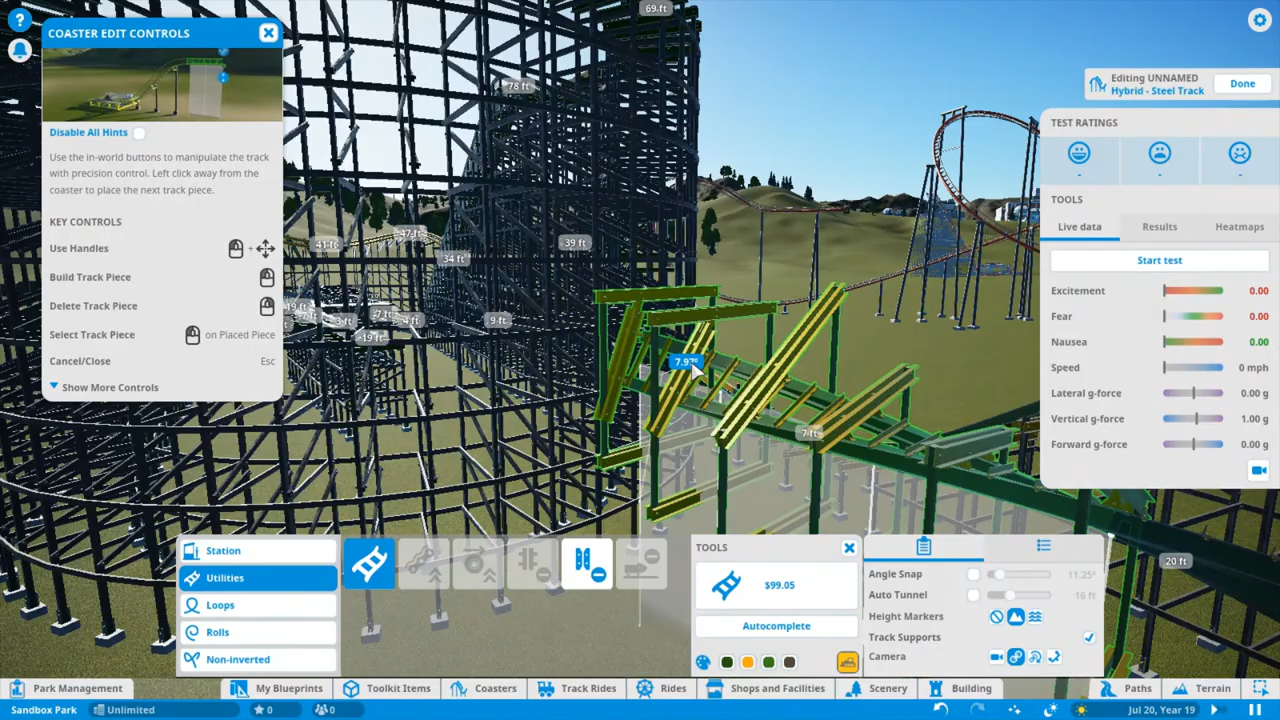 ?
COASTER EDIT CONTROLS
Disable All Hints
Use the in-world buttons to manipulate the track
with precision control. Left click away from the
coaster to place the next track piece.
KEY CONTROLS
Use Handles +
Build Track Piece
Delete Track Piece
Select Track Piece on Placed Piece
Cancel/Close Esc
Show More Controls
69 ft
78 ft
47 ft
41 ft
39 ft
34 ft
9 ft
4 ft
-19 ft
7.97°
7 ft
20 ft
Editing UNNAMED
Hybrid - Steel Track
Done
TEST RATINGS
- - -
TOOLS
Live data Results Heatmaps
Start test
Excitement 0.00
Fear 0.00
Nausea 0.00
Speed 0 mph
Lateral g-force 0.00 g
Vertical g-force 1.00 g
Forward g-force 0.00 g
Station
Utilities
Loops
Rolls
Non-inverted
TOOLS
$99.05
Autocomplete
Angle Snap 11.25°
Auto Tunnel 16 ft
Height Markers
Track Supports
Camera
Park Management My Blueprints Toolkit Items Coasters Track Rides Rides Shops and Facilities Scenery Building Paths Terrain
Sandbox Park Unlimited 0 0 Jul 20, Year 19